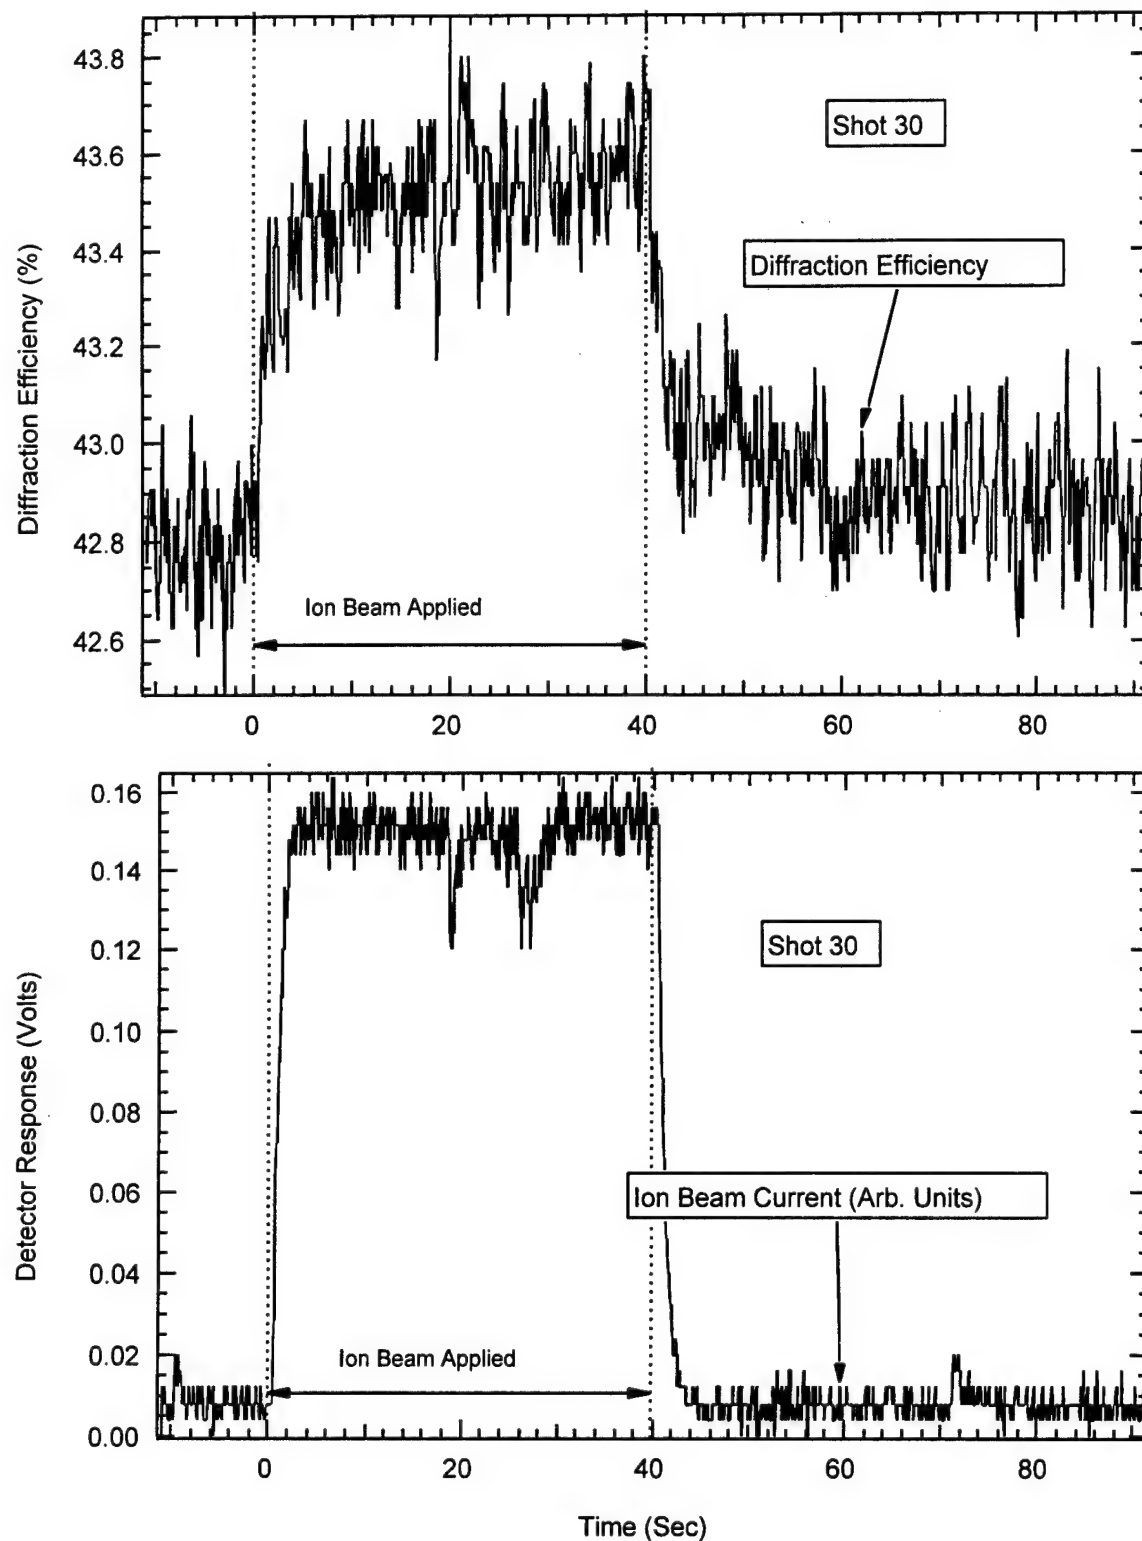 43.8
43.6
43.4
43.2
43.0
42.8
42.6
Diffraction Efficiency (%)
Shot 30
Diffraction Efficiency
Ion Beam Applied
0
20
40
60
80
0.16
0.14
0.12
0.10
0.08
0.06
0.04
0.02
0.00
Detector Response (Volts)
Shot 30
Ion Beam Current (Arb. Units)
Ion Beam Applied
0
20
40
60
80
Time (Sec)